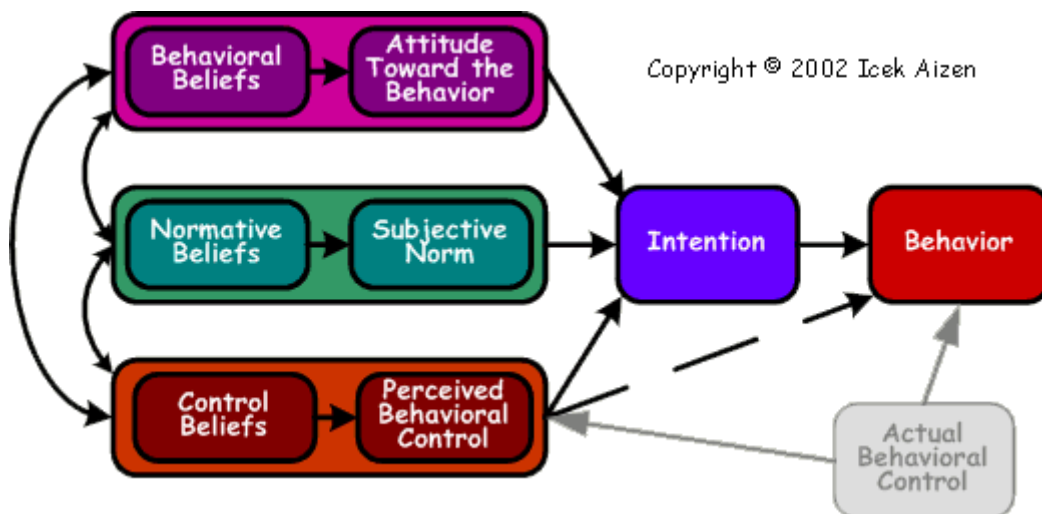 Behavioral
Beliefs
Attitude
Toward the
Behavior
Copyright © 2002 Icek Aizen
Normative
Beliefs
Subjective
Norm
Intention
Behavior
Control
Beliefs
Perceived
Behavioral
Control
Actual
Behavioral
Control